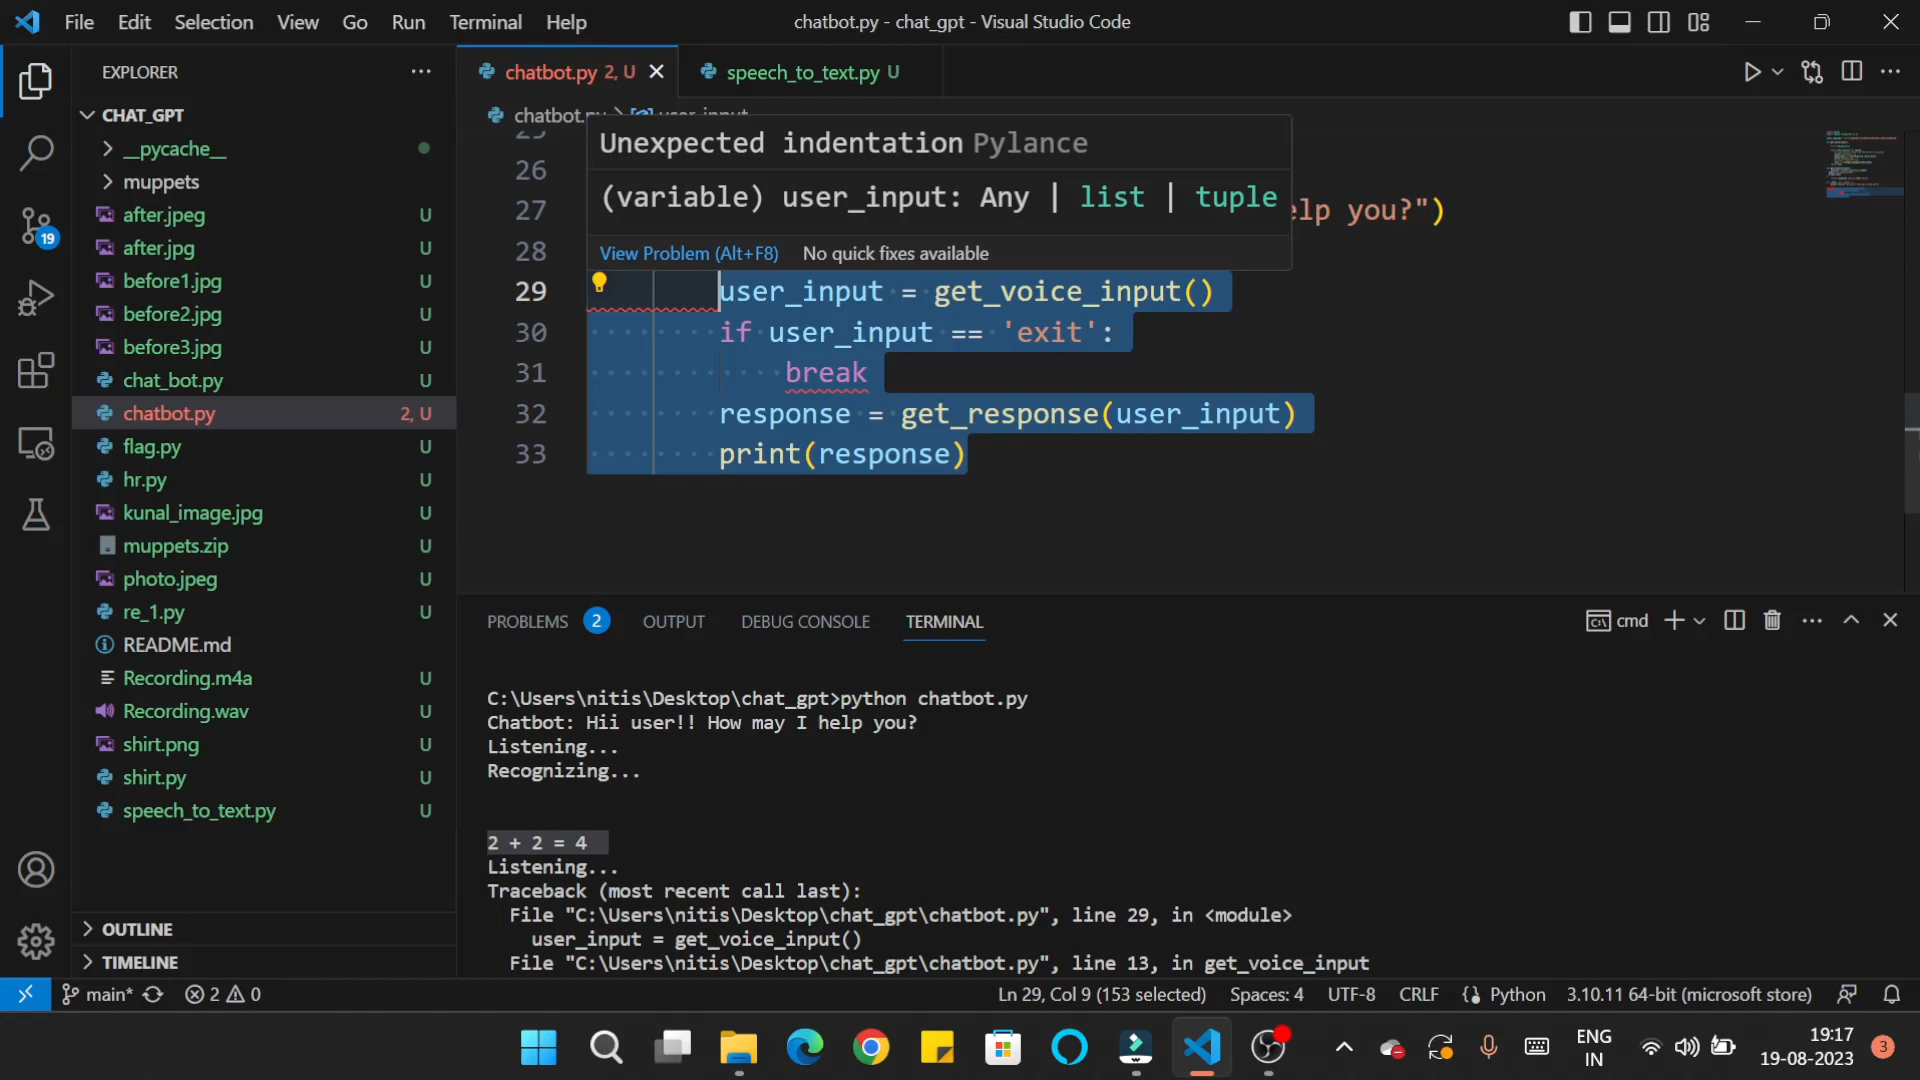 File Edit Selection View Go Run Terminal Help
chatbot.py - chat_gpt - Visual Studio Code
EXPLORER
CHAT_GPT
__pycache__
muppets
after.jpeg U
after.jpg U
before1.jpg U
before2.jpg U
before3.jpg U
chat_bot.py U
chatbot.py 2, U
flag.py U
hr.py U
kunal_image.jpg U
muppets.zip U
photo.jpeg U
re_1.py U
README.md
Recording.m4a U
Recording.wav U
shirt.png U
shirt.py U
speech_to_text.py U
OUTLINE
TIMELINE
19
chatbot.py 2, U
speech_to_text.py U
chatbot.py
Unexpected indentation Pylance
(variable) user_input: Any | list | tuple
View Problem (Alt+F8) No quick fixes available
25
26
27 elp you?")
28
29 user_input = get_voice_input()
30 if user_input == 'exit':
31 break
32 response = get_response(user_input)
33 print(response)
PROBLEMS 2 OUTPUT DEBUG CONSOLE TERMINAL
cmd
C:\Users\nitis\Desktop\chat_gpt>python chatbot.py
Chatbot: Hii user!! How may I help you?
Listening...
Recognizing...
2 + 2 = 4
Listening...
Traceback (most recent call last):
File "C:\Users\nitis\Desktop\chat_gpt\chatbot.py", line 29, in <module>
user_input = get_voice_input()
File "C:\Users\nitis\Desktop\chat_gpt\chatbot.py", line 13, in get_voice_input
main* 2 0
Ln 29, Col 9 (153 selected) Spaces: 4 UTF-8 CRLF Python 3.10.11 64-bit (microsoft store)
ENG
IN
19:17
19-08-2023
3